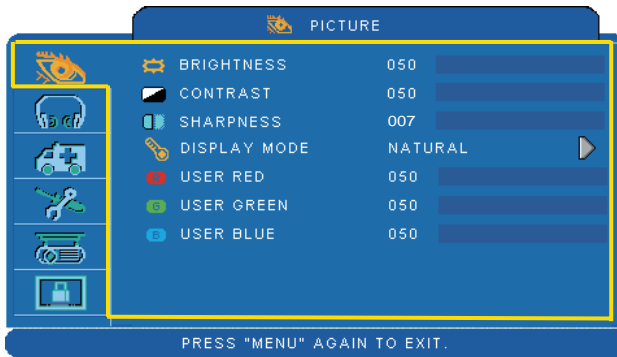 PICTURE
BRIGHTNESS 050
CONTRAST 050
SHARPNESS 007
DISPLAY MODE NATURAL
R USER RED 050
G USER GREEN 050
B USER BLUE 050
PRESS "MENU" AGAIN TO EXIT.